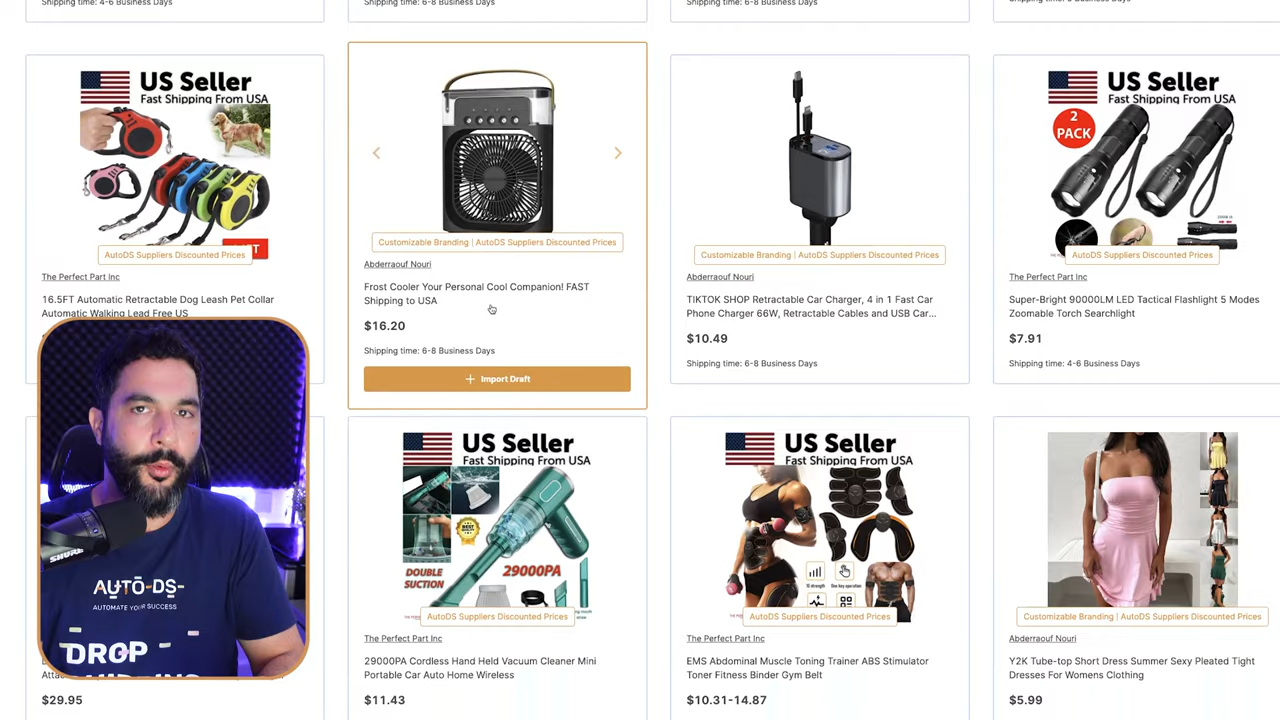 Shipping time: 4-6 Business Days
Shipping time: 6-8 Business Days
Shipping time: 6-8 Business Days
US Seller
Fast Shipping From USA
AutoDS Suppliers Discounted Prices
The Perfect Part Inc
16.5FT Automatic Retractable Dog Leash Pet Collar
Automatic Walking Lead Free US
Customizable Branding | AutoDS Suppliers Discounted Prices
Abderraouf Nouri
Frost Cooler Your Personal Cool Companion! FAST
Shipping to USA
$16.20
Shipping time: 6-8 Business Days
+ Import Draft
Customizable Branding | AutoDS Suppliers Discounted Prices
Abderraouf Nouri
TIKTOK SHOP Retractable Car Charger, 4 in 1 Fast Car
Phone Charger 66W, Retractable Cables and USB Car...
$10.49
Shipping time: 6-8 Business Days
US Seller
Fast Shipping From USA
2
PACK
AutoDS Suppliers Discounted Prices
The Perfect Part Inc
Super-Bright 90000LM LED Tactical Flashlight 5 Modes
Zoomable Torch Searchlight
$7.91
Shipping time: 4-6 Business Days
SHURE
AUTO-DS-
AUTOMATE YOUR SUCCESS
DROP
$29.95
US Seller
Fast Shipping From USA
BEST
DOUBLE
SUCTION
29000PA
AutoDS Suppliers Discounted Prices
The Perfect Part Inc
29000PA Cordless Hand Held Vacuum Cleaner Mini
Portable Car Auto Home Wireless
$11.43
US Seller
Fast Shipping From USA
AutoDS Suppliers Discounted Prices
The Perfect Part Inc
EMS Abdominal Muscle Toning Trainer ABS Stimulator
Toner Fitness Binder Gym Belt
$10.31-14.87
Customizable Branding | AutoDS Suppliers Discounted Prices
Abderraouf Nouri
Y2K Tube-top Short Dress Summer Sexy Pleated Tight
Dresses For Womens Clothing
$5.99